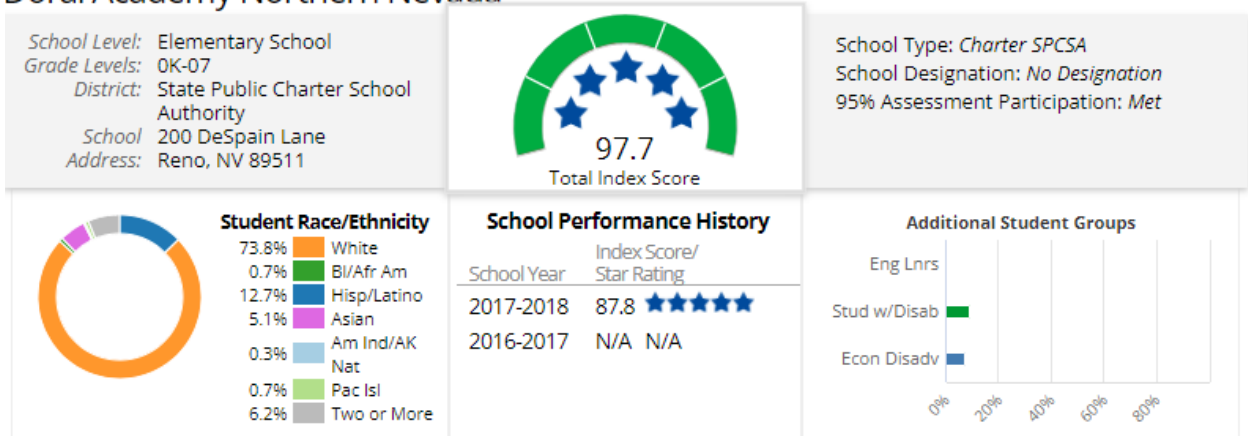 Doral Academy Northern Nevada
School Level: Elementary School
Grade Levels: 0K-07
District: State Public Charter School
Authority
School 200 DeSpain Lane
Address: Reno, NV 89511
97.7
Total Index Score
School Type: Charter SPCSA
School Designation: No Designation
95% Assessment Participation: Met
Student Race/Ethnicity
73.8% White
0.7% Bl/Afr Am
12.7% Hisp/Latino
5.1% Asian
0.3% Am Ind/AK
Nat
0.7% Pac Isl
6.2% Two or More
School Performance History
Index Score/
School Year Star Rating
2017-2018 87.8
2016-2017 N/A N/A
Additional Student Groups
Eng Lnrs
Stud w/Disab
Econ Disadv
0% 20% 40% 60% 80%